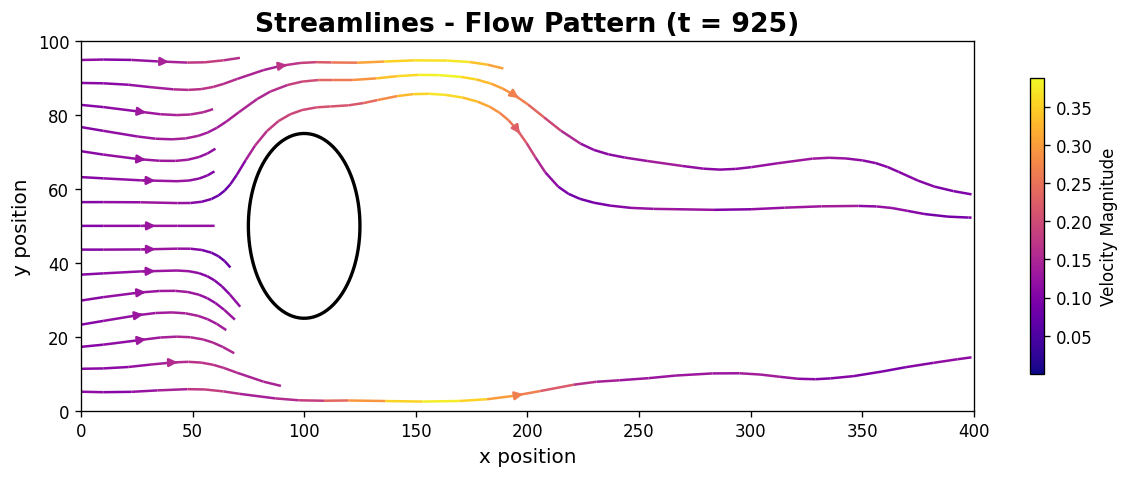 Streamlines - Flow Pattern (t = 925)
100
80
60
40
20
0
y position
0 50 100 150 200 250 300 350 400
x position
0.35
0.30
0.25
0.20
0.15
0.10
0.05
Velocity Magnitude